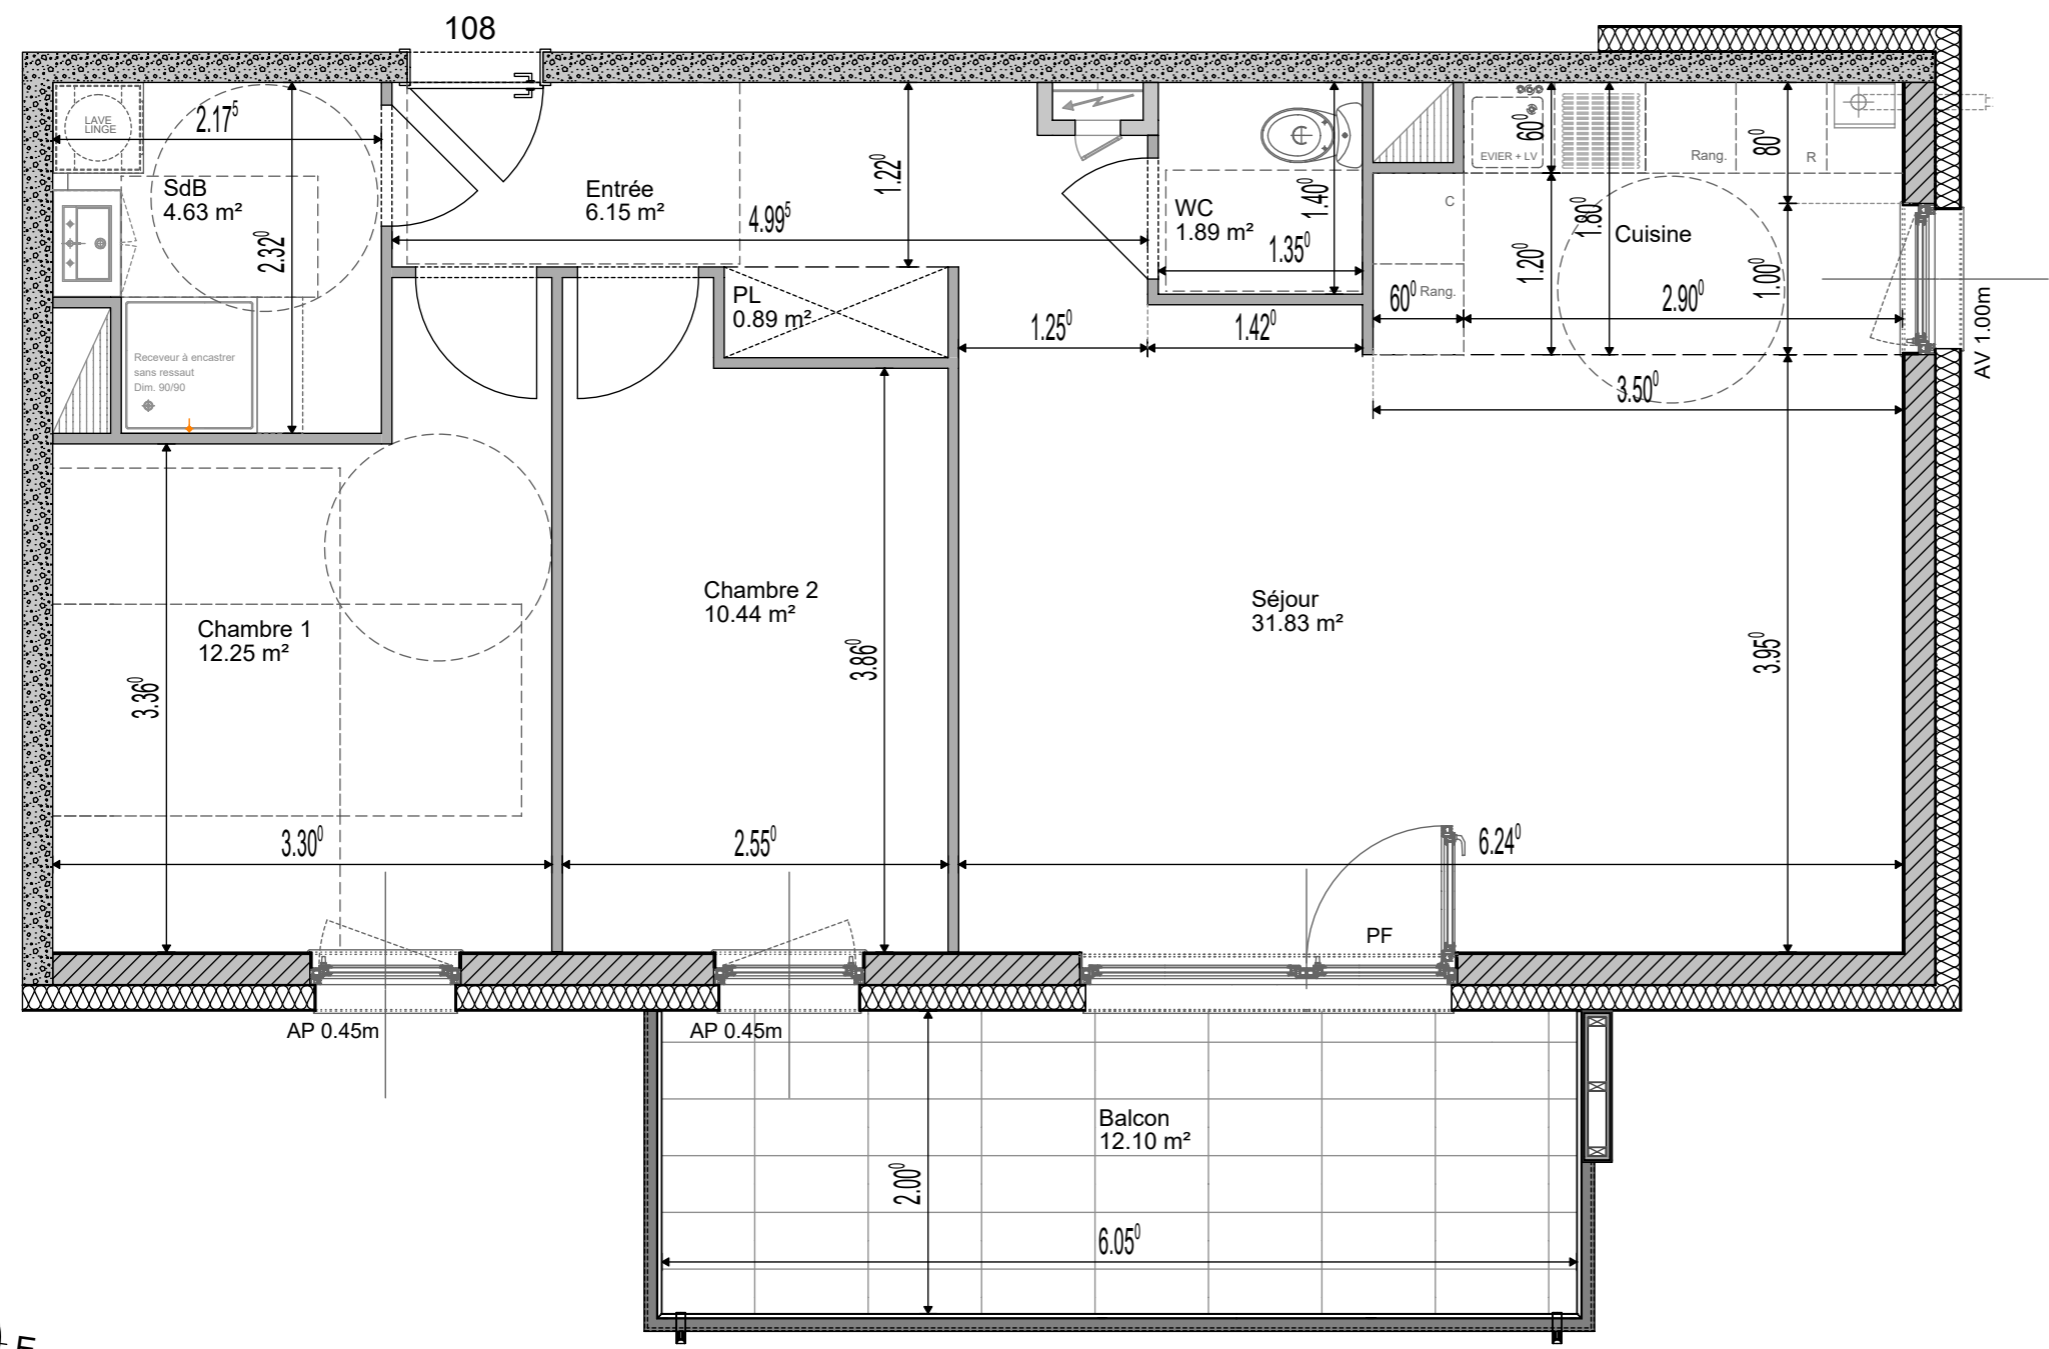 108
LAVE
LINGE
2.17⁵
SdB
4.63 m²
2.32⁰
Entrée
6.15 m²
4.99⁵
1.22⁰
WC
1.89 m²
1.40⁰
1.35⁰
60⁰
EVIER + LV
Rang.
R
80⁰
C
1.80⁰
Cuisine
1.20⁰
1.00⁰
60⁰
Rang.
2.90⁰
AV 1.00m
PL
0.89 m²
1.25⁰
1.42⁰
3.50⁰
Receveur à encastrer
sans ressaut
Dim. 90/90
Chambre 1
12.25 m²
3.36⁰
3.30⁰
Chambre 2
10.44 m²
3.86⁰
2.55⁰
Séjour
31.83 m²
3.95⁰
6.24⁰
PF
AP 0.45m
AP 0.45m
Balcon
12.10 m²
2.00⁰
6.05⁰
E